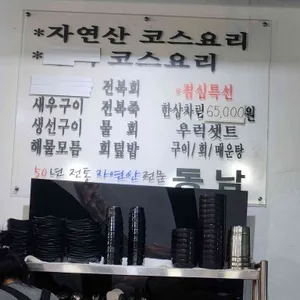 *자연산 코스요리
* 코스요리
전복회 *점심특선
새우구이 전복죽 한상차림 65,000원
생선구이 물회 우럭셋트
해물모듬 회덮밥 구이/회/매운탕
50년 전통 자연산 전문 동남